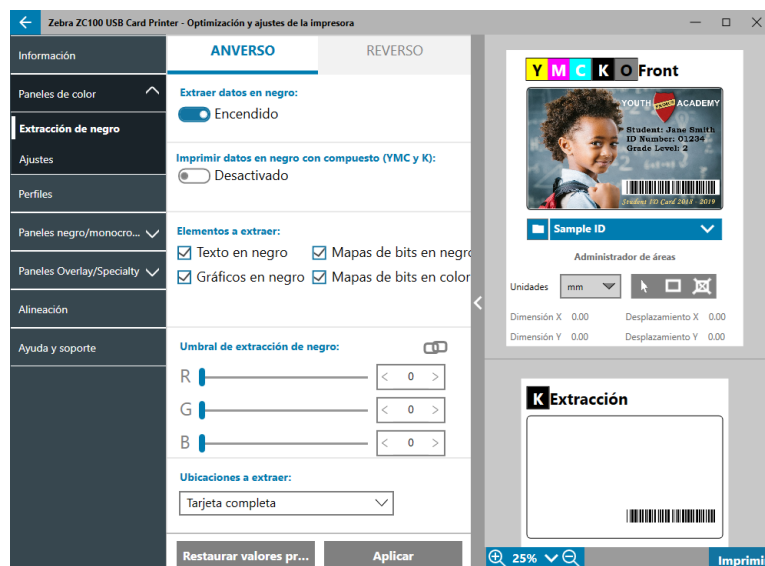 Zebra ZC100 USB Card Printer - Optimización y ajustes de la impresora
Información
Paneles de color
Extracción de negro
Ajustes
Perfiles
Paneles negro/monocro...
Paneles Overlay/Specialty
Alineación
Ayuda y soporte
ANVERSO
REVERSO
Extraer datos en negro:
Encendido
Imprimir datos en negro con compuesto (YMC y K):
Desactivado
Elementos a extraer:
Texto en negro
Mapas de bits en negro
Gráficos en negro
Mapas de bits en color
Umbral de extracción de negro:
R < 0 >
G < 0 >
B < 0 >
Ubicaciones a extraer:
Tarjeta completa
Restaurar valores pr...
Aplicar
Y M C K O Front
YOUTH ACADEMY
Student: Jane Smith
ID Number: 01234
Grade Level: 2
Student ID Card 2018 - 2019
Sample ID
Administrador de áreas
Unidades mm
Dimensión X 0.00 Desplazamiento X 0.00
Dimensión Y 0.00 Desplazamiento Y 0.00
K Extracción
25%
Imprimi